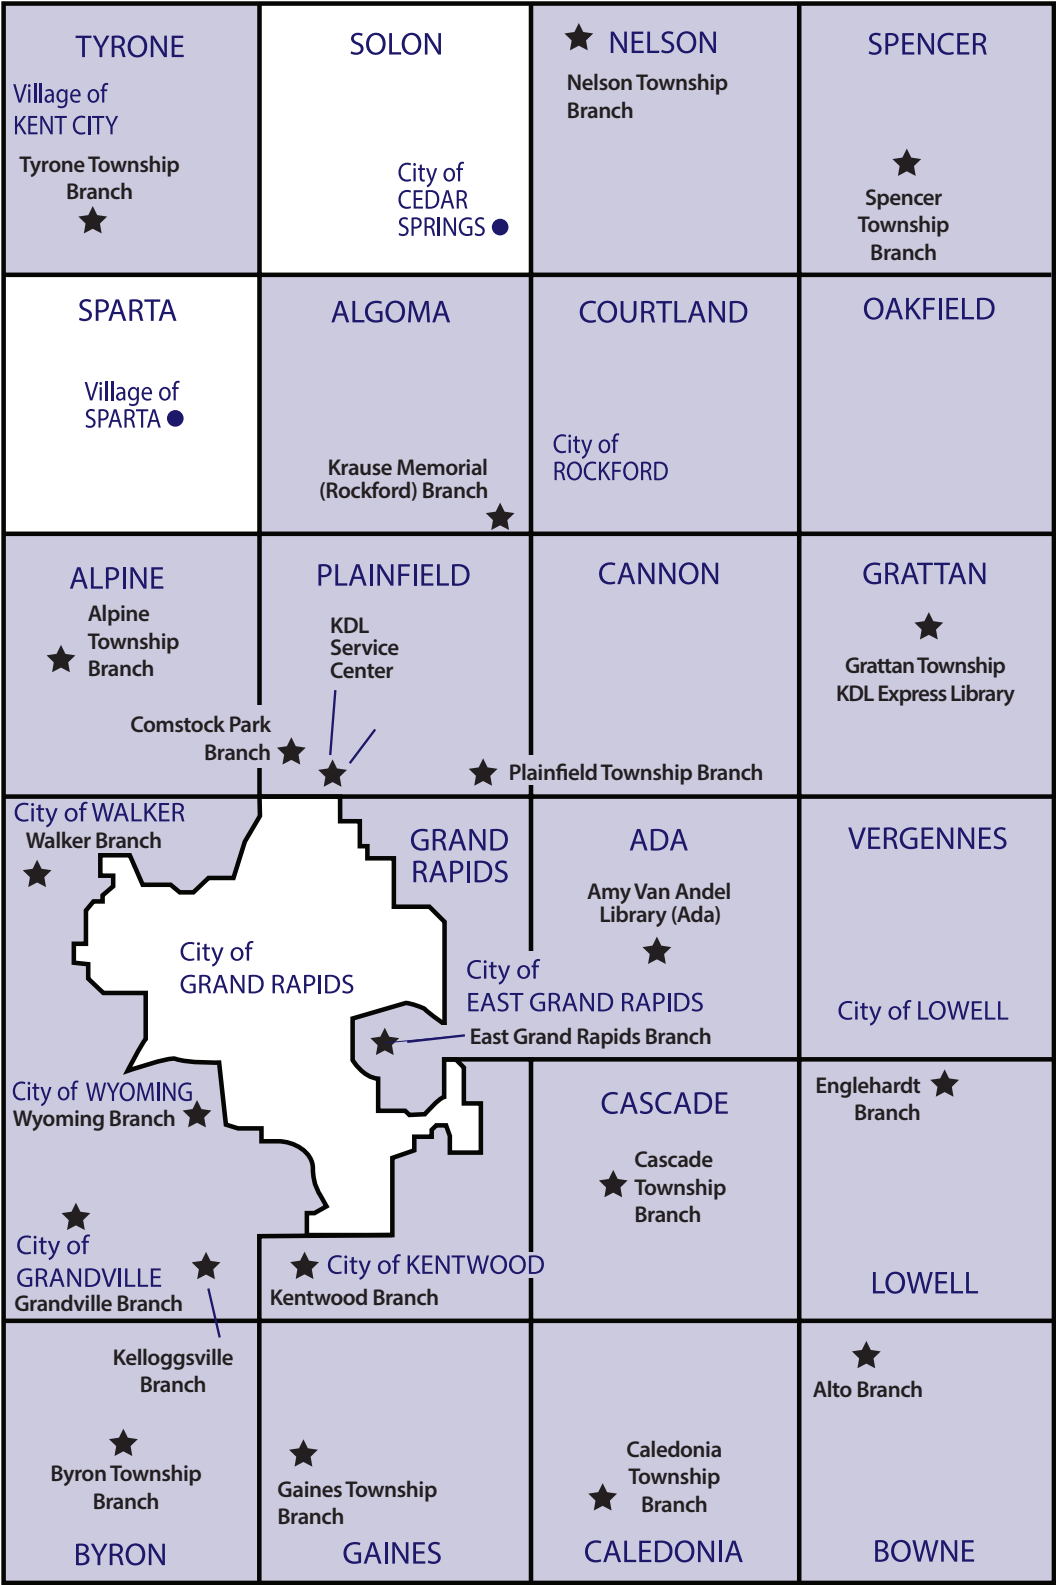 TYRONE
Village of
KENT CITY
Tyrone Township
Branch
SOLON
City of
CEDAR
SPRINGS
NELSON
Nelson Township
Branch
SPENCER
Spencer
Township
Branch
SPARTA
Village of
SPARTA
ALGOMA
Krause Memorial
(Rockford) Branch
COURTLAND
City of
ROCKFORD
OAKFIELD
ALPINE
Alpine
Township
Branch
PLAINFIELD
KDL
Service
Center
Comstock Park
Branch
CANNON
Plainfield Township Branch
GRATTAN
Grattan Township
KDL Express Library
City of WALKER
Walker Branch
City of
GRAND RAPIDS
GRAND
RAPIDS
ADA
Amy Van Andel
Library (Ada)
City of
EAST GRAND RAPIDS
East Grand Rapids Branch
VERGENNES
City of LOWELL
City of WYOMING
Wyoming Branch
City of
GRANDVILLE
Grandville Branch
City of KENTWOOD
Kentwood Branch
CASCADE
Cascade
Township
Branch
Englehardt
Branch
LOWELL
Kelloggsville
Branch
Byron Township
Branch
BYRON
Gaines Township
Branch
GAINES
Caledonia
Township
Branch
CALEDONIA
Alto Branch
BOWNE